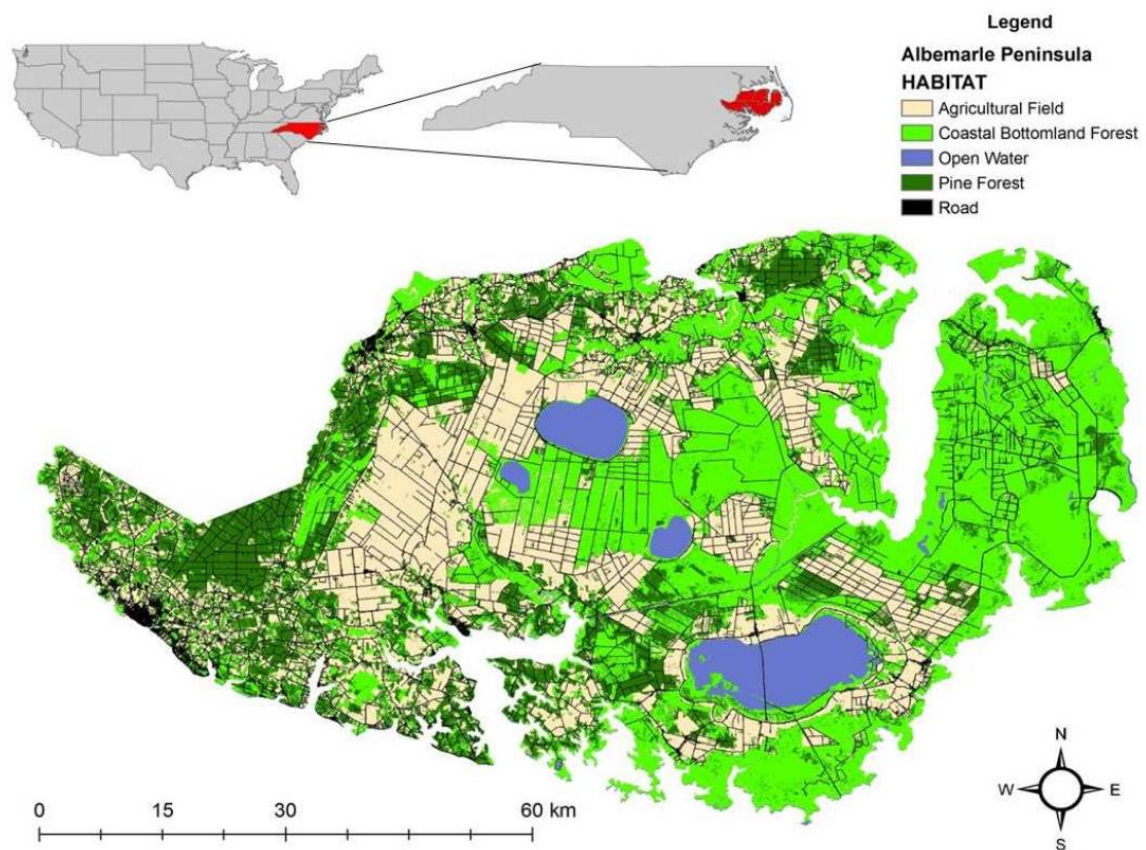 Legend
Albemarle Peninsula
HABITAT
Agricultural Field
Coastal Bottomland Forest
Open Water
Pine Forest
Road
N
W E
S
0 15 30 60 km